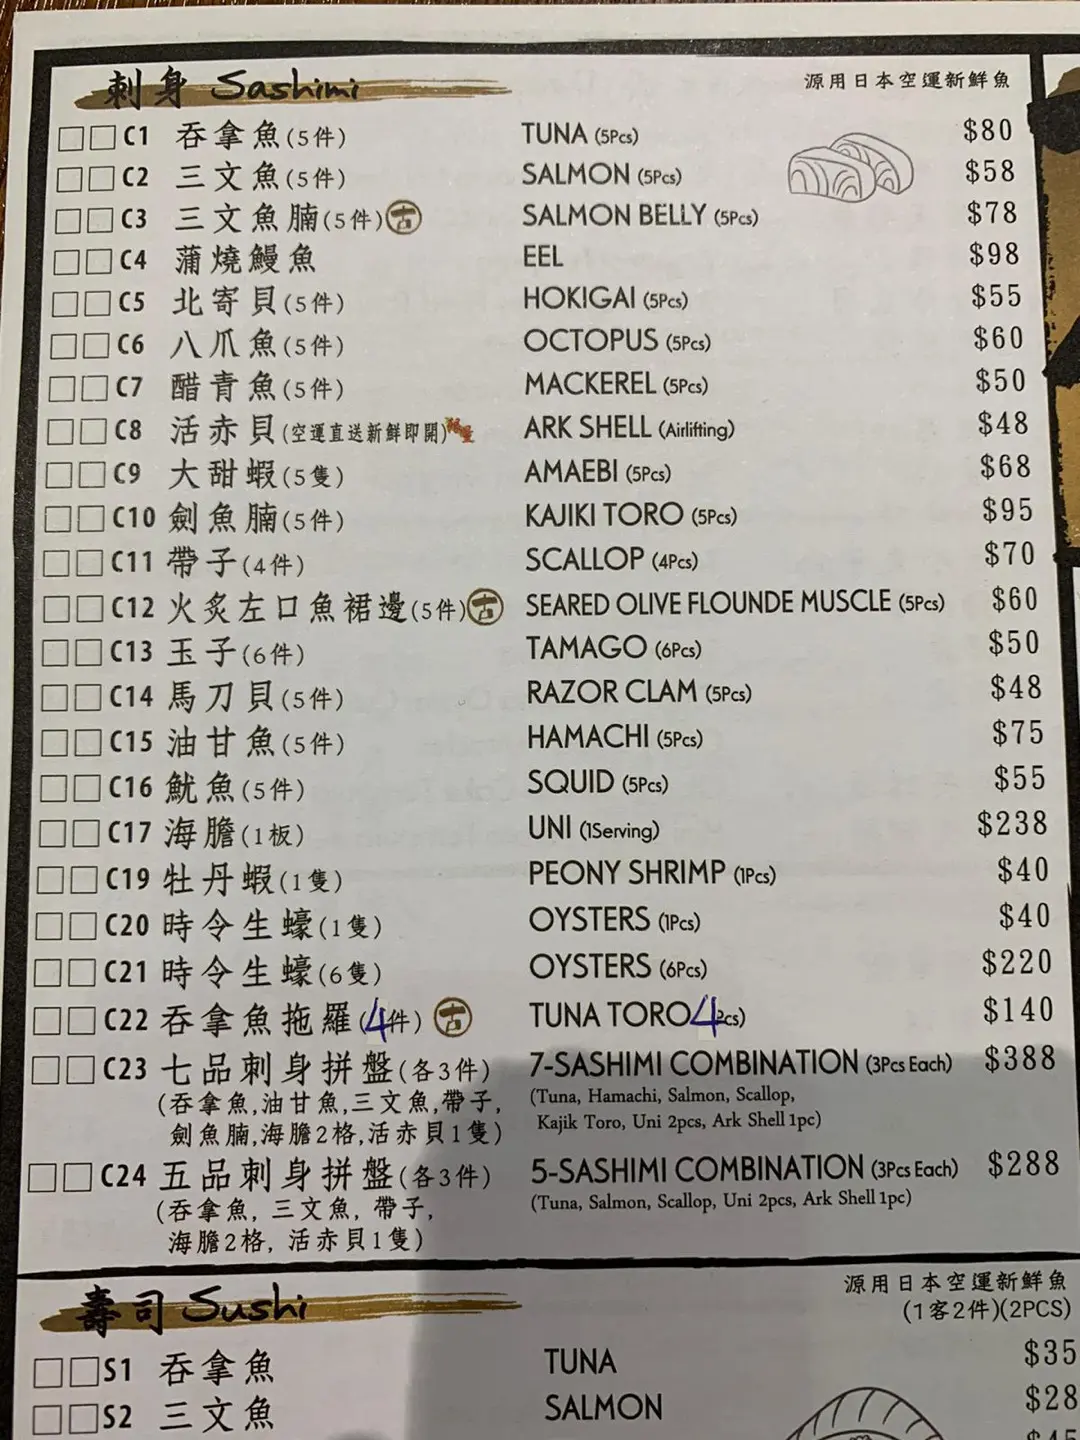 刺身 Sashimi 源用日本空運新鮮魚
C1 吞拿魚(5件) TUNA (5Pcs) $80
C2 三文魚(5件) SALMON (5Pcs) $58
C3 三文魚腩(5件) 古 SALMON BELLY (5Pcs) $78
C4 蒲燒鰻魚 EEL $98
C5 北寄貝(5件) HOKIGAI (5Pcs) $55
C6 八爪魚(5件) OCTOPUS (5Pcs) $60
C7 醋青魚(5件) MACKEREL (5Pcs) $50
C8 活赤貝(空運直送新鮮即開) ARK SHELL (Airlifting) $48
C9 大甜蝦(5隻) AMAEBI (5Pcs) $68
C10 劍魚腩(5件) KAJIKI TORO (5Pcs) $95
C11 帶子(4件) SCALLOP (4Pcs) $70
C12 火炙左口魚裙邊(5件) 古 SEARED OLIVE FLOUNDE MUSCLE (5Pcs) $60
C13 玉子(6件) TAMAGO (6Pcs) $50
C14 馬刀貝(5件) RAZOR CLAM (5Pcs) $48
C15 油甘魚(5件) HAMACHI (5Pcs) $75
C16 魷魚(5件) SQUID (5Pcs) $55
C17 海膽(1板) UNI (1Serving) $238
C19 牡丹蝦(1隻) PEONY SHRIMP (1Pcs) $40
C20 時令生蠔(1隻) OYSTERS (1Pcs) $40
C21 時令生蠔(6隻) OYSTERS (6Pcs) $220
C22 吞拿魚拖羅(4件) 古 TUNA TORO 4Pcs) $140
C23 七品刺身拼盤(各3件) 7-SASHIMI COMBINATION (3Pcs Each) $388
(吞拿魚,油甘魚,三文魚,帶子, (Tuna, Hamachi, Salmon, Scallop,
劍魚腩,海膽2格,活赤貝1隻) Kajik Toro, Uni 2pcs, Ark Shell 1pc)
C24 五品刺身拼盤(各3件) 5-SASHIMI COMBINATION (3Pcs Each) $288
(吞拿魚, 三文魚, 帶子, (Tuna, Salmon, Scallop, Uni 2pcs, Ark Shell 1pc)
海膽2格, 活赤貝1隻)
壽司 Sushi 源用日本空運新鮮魚
(1客2件)(2PCS)
S1 吞拿魚 TUNA $35
S2 三文魚 SALMON $28